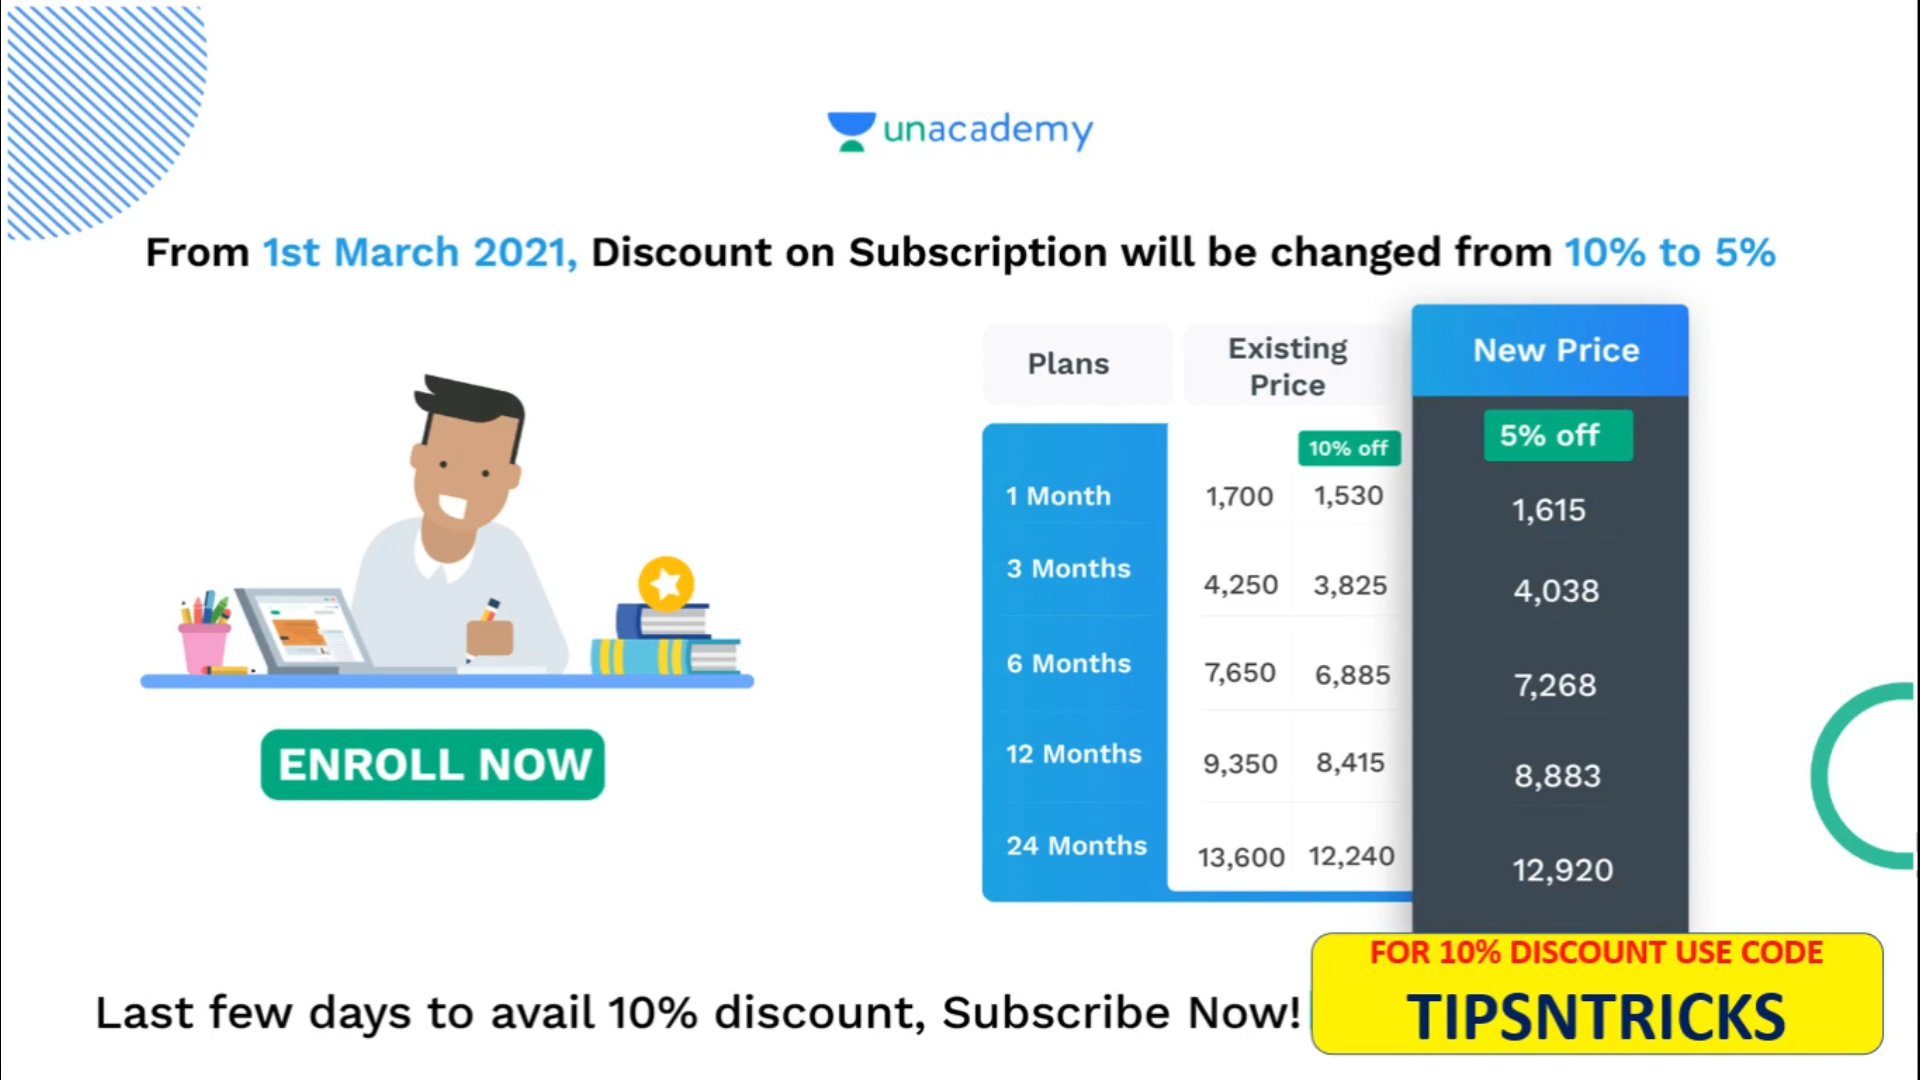 unacademy
From 1st March 2021, Discount on Subscription will be changed from 10% to 5%
Plans Existing Price New Price
10% off 5% off
1 Month 1,700 1,530 1,615
3 Months 4,250 3,825 4,038
6 Months 7,650 6,885 7,268
12 Months 9,350 8,415 8,883
24 Months 13,600 12,240 12,920
ENROLL NOW
Last few days to avail 10% discount, Subscribe Now!
FOR 10% DISCOUNT USE CODE
TIPSNTRICKS